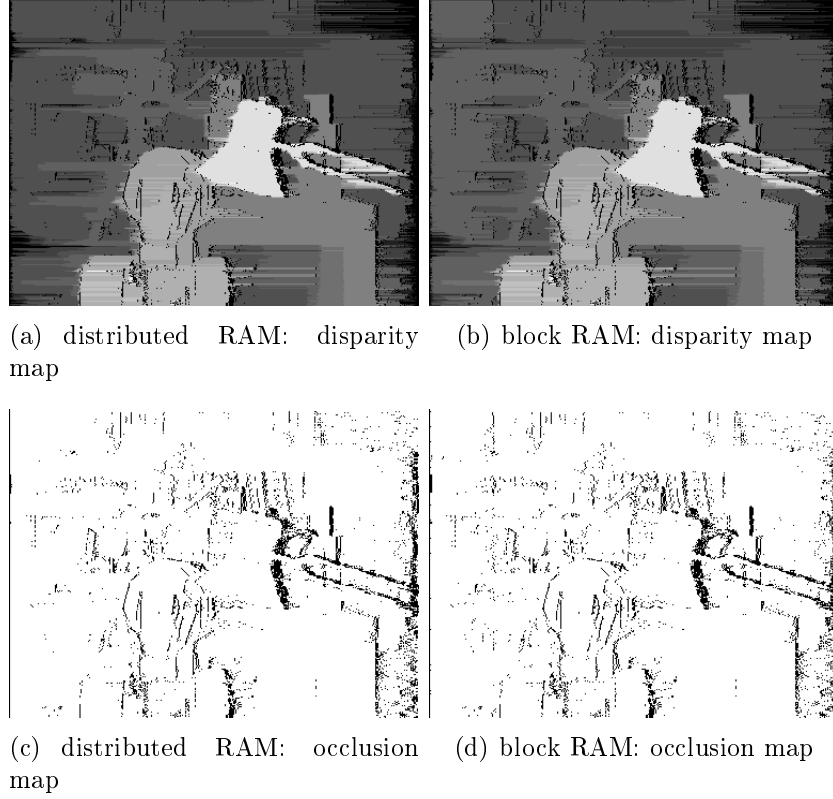 (a) distributed RAM: disparity
map
(b) block RAM: disparity map
(c) distributed RAM: occlusion
map
(d) block RAM: occlusion map